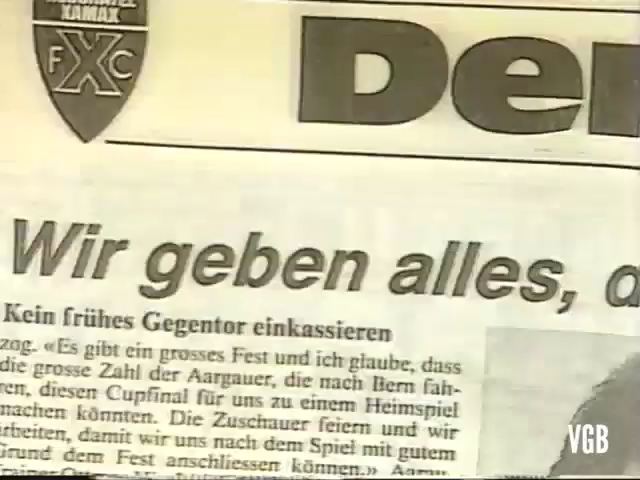 XAMAX
FXC
Der
Wir geben alles, d
Kein frühes Gegentor einkassieren
zog. «Es gibt ein grosses Fest und ich glaube, dass
die grosse Zahl der Aargauer, die nach Bern fah-
ren, diesen Cupfinal für uns zu einem Heimspiel
machen könnten. Die Zuschauer feiern und wir
arbeiten, damit wir uns nach dem Spiel mit gutem
Grund dem Fest anschliessen können.»
VGB